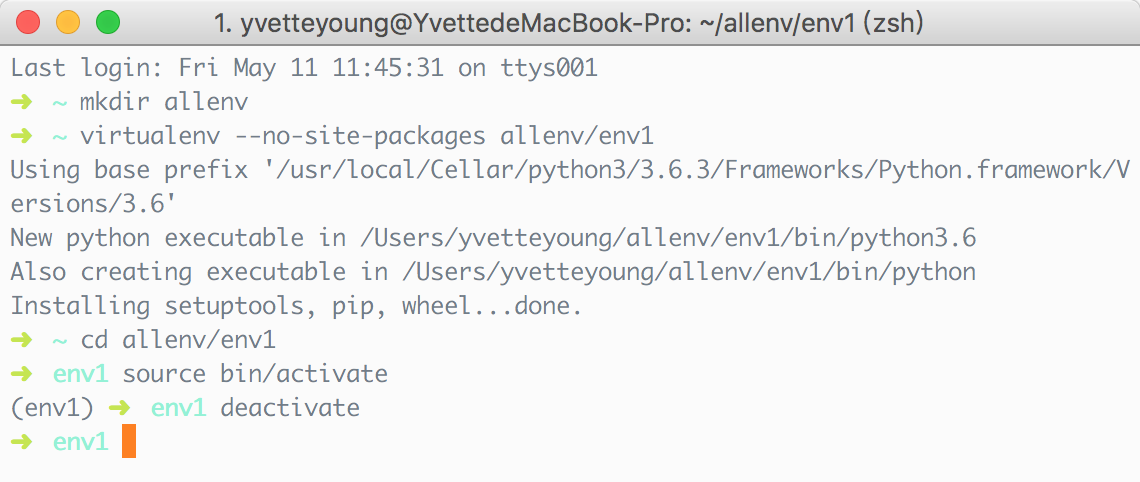 1. yvetteyoung@YvettedeMacBook-Pro: ~/allenv/env1 (zsh)
Last login: Fri May 11 11:45:31 on ttys001
➜ ~ mkdir allenv
➜ ~ virtualenv --no-site-packages allenv/env1
Using base prefix '/usr/local/Cellar/python3/3.6.3/Frameworks/Python.framework/V
ersions/3.6'
New python executable in /Users/yvetteyoung/allenv/env1/bin/python3.6
Also creating executable in /Users/yvetteyoung/allenv/env1/bin/python
Installing setuptools, pip, wheel...done.
➜ ~ cd allenv/env1
➜ env1 source bin/activate
(env1) ➜ env1 deactivate
➜ env1